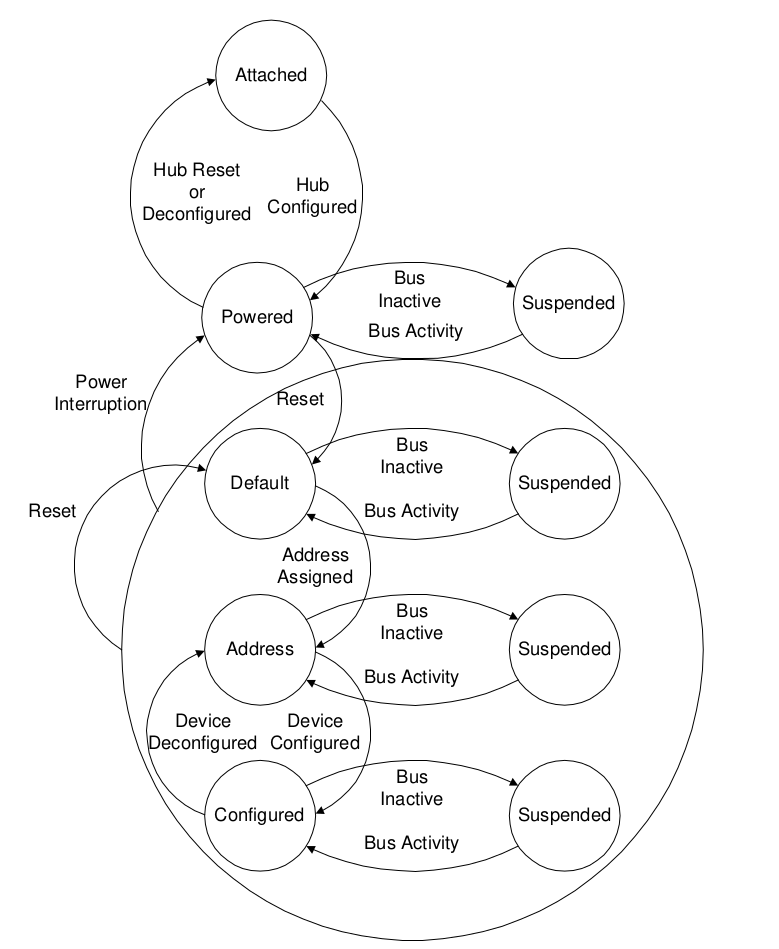 Attached
Hub Reset
or
Deconfigured
Hub
Configured
Powered
Bus
Inactive
Bus Activity
Suspended
Power
Interruption
Reset
Default
Bus
Inactive
Bus Activity
Suspended
Reset
Address
Assigned
Address
Bus
Inactive
Bus Activity
Suspended
Device
Deconfigured
Device
Configured
Configured
Bus
Inactive
Bus Activity
Suspended